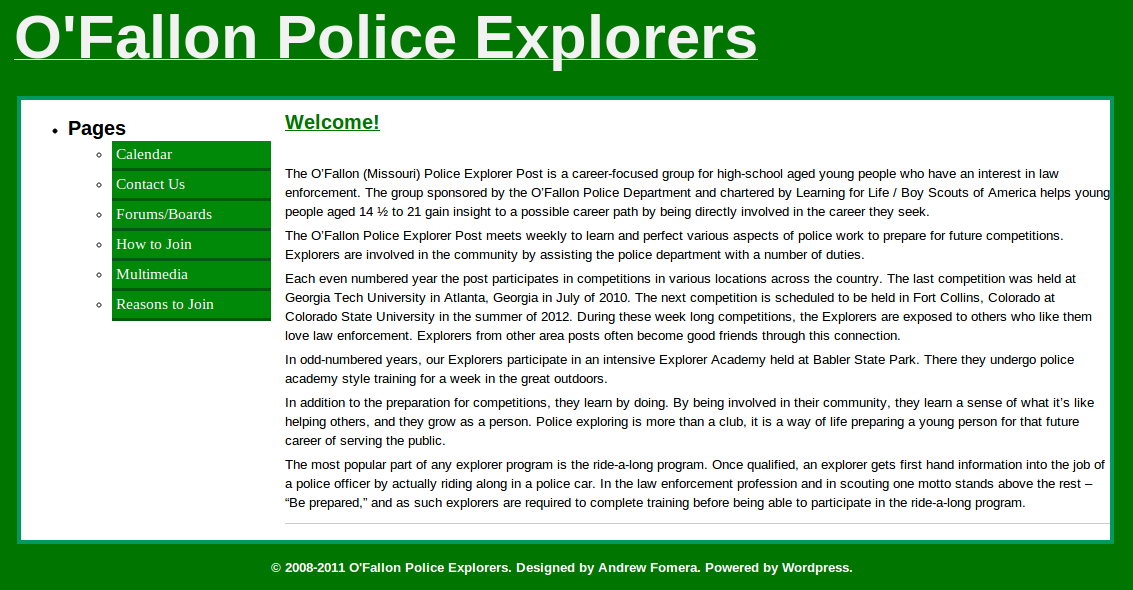 O'Fallon Police Explorers
Pages
Calendar
Contact Us
Forums/Boards
How to Join
Multimedia
Reasons to Join
Welcome!
The O’Fallon (Missouri) Police Explorer Post is a career-focused group for high-school aged young people who have an interest in law
enforcement. The group sponsored by the O’Fallon Police Department and chartered by Learning for Life / Boy Scouts of America helps young
people aged 14 ½ to 21 gain insight to a possible career path by being directly involved in the career they seek.
The O’Fallon Police Explorer Post meets weekly to learn and perfect various aspects of police work to prepare for future competitions.
Explorers are involved in the community by assisting the police department with a number of duties.
Each even numbered year the post participates in competitions in various locations across the country. The last competition was held at
Georgia Tech University in Atlanta, Georgia in July of 2010. The next competition is scheduled to be held in Fort Collins, Colorado at
Colorado State University in the summer of 2012. During these week long competitions, the Explorers are exposed to others who like them
love law enforcement. Explorers from other area posts often become good friends through this connection.
In odd-numbered years, our Explorers participate in an intensive Explorer Academy held at Babler State Park. There they undergo police
academy style training for a week in the great outdoors.
In addition to the preparation for competitions, they learn by doing. By being involved in their community, they learn a sense of what it’s like
helping others, and they grow as a person. Police exploring is more than a club, it is a way of life preparing a young person for that future
career of serving the public.
The most popular part of any explorer program is the ride-a-long program. Once qualified, an explorer gets first hand information into the job of
a police officer by actually riding along in a police car. In the law enforcement profession and in scouting one motto stands above the rest –
“Be prepared,” and as such explorers are required to complete training before being able to participate in the ride-a-long program.
© 2008-2011 O'Fallon Police Explorers. Designed by Andrew Fomera. Powered by Wordpress.